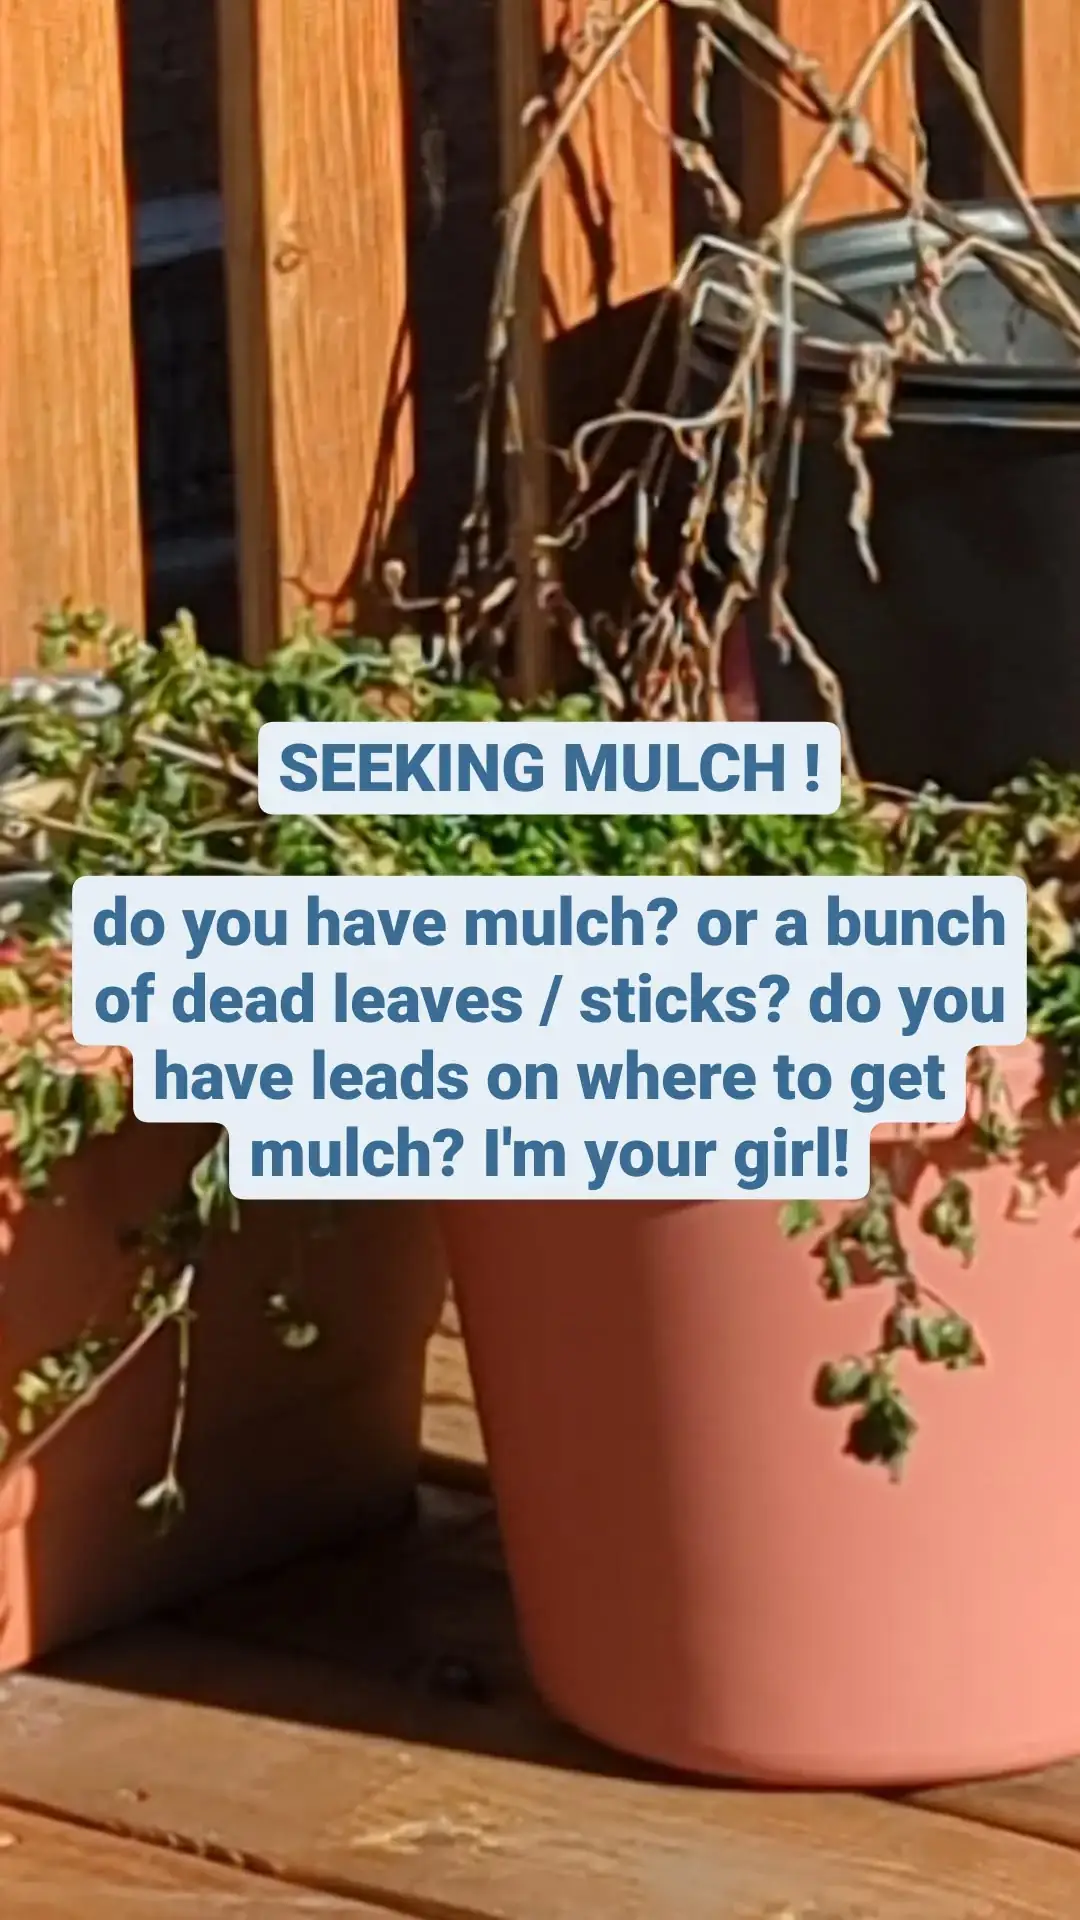 SEEKING MULCH !
do you have mulch? or a bunch
of dead leaves / sticks? do you
have leads on where to get
mulch? I'm your girl!